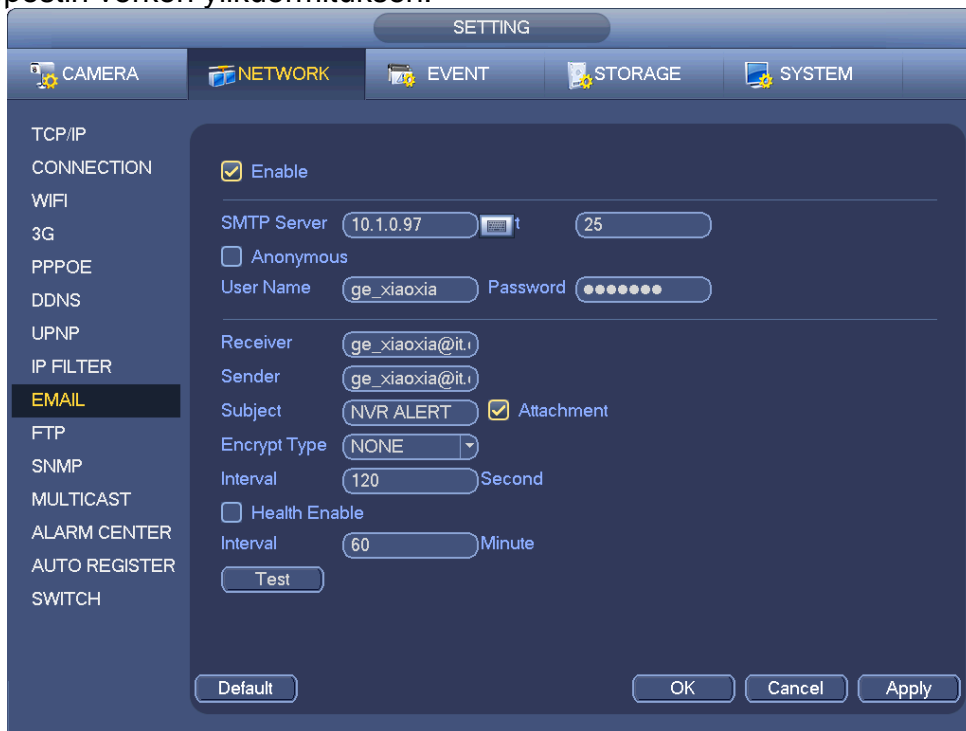 SETTING
CAMERA NETWORK EVENT STORAGE SYSTEM
TCP/IP
CONNECTION
WIFI
3G
PPPOE
DDNS
UPNP
IP FILTER
EMAIL
FTP
SNMP
MULTICAST
ALARM CENTER
AUTO REGISTER
SWITCH
Enable
SMTP Server 10.1.0.97 t 25
Anonymous
User Name ge_xiaoxia Password ●●●●●●●
Receiver ge_xiaoxia@it.
Sender ge_xiaoxia@it.
Subject NVR ALERT Attachment
Encrypt Type NONE
Interval 120 Second
Health Enable
Interval 60 Minute
Test
Default OK Cancel Apply